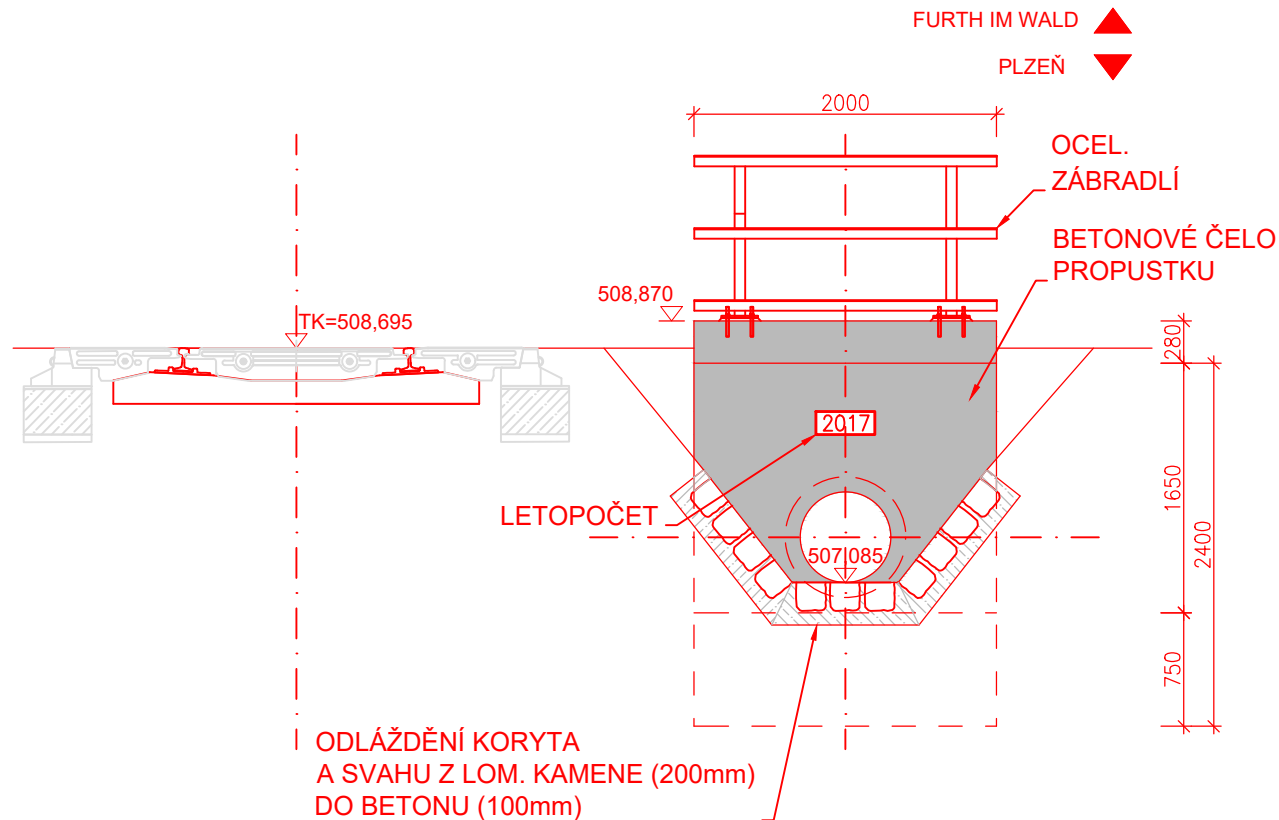 FURTH IM WALD
PLZEŇ
2000
OCEL.
ZÁBRADLÍ
BETONOVÉ ČELO
PROPUSTKU
508,870
TK=508,695
280
2017
LETOPOČET
1650
2400
507,085
750
ODLÁŽDĚNÍ KORYTA
A SVAHU Z LOM. KAMENE (200mm)
DO BETONU (100mm)